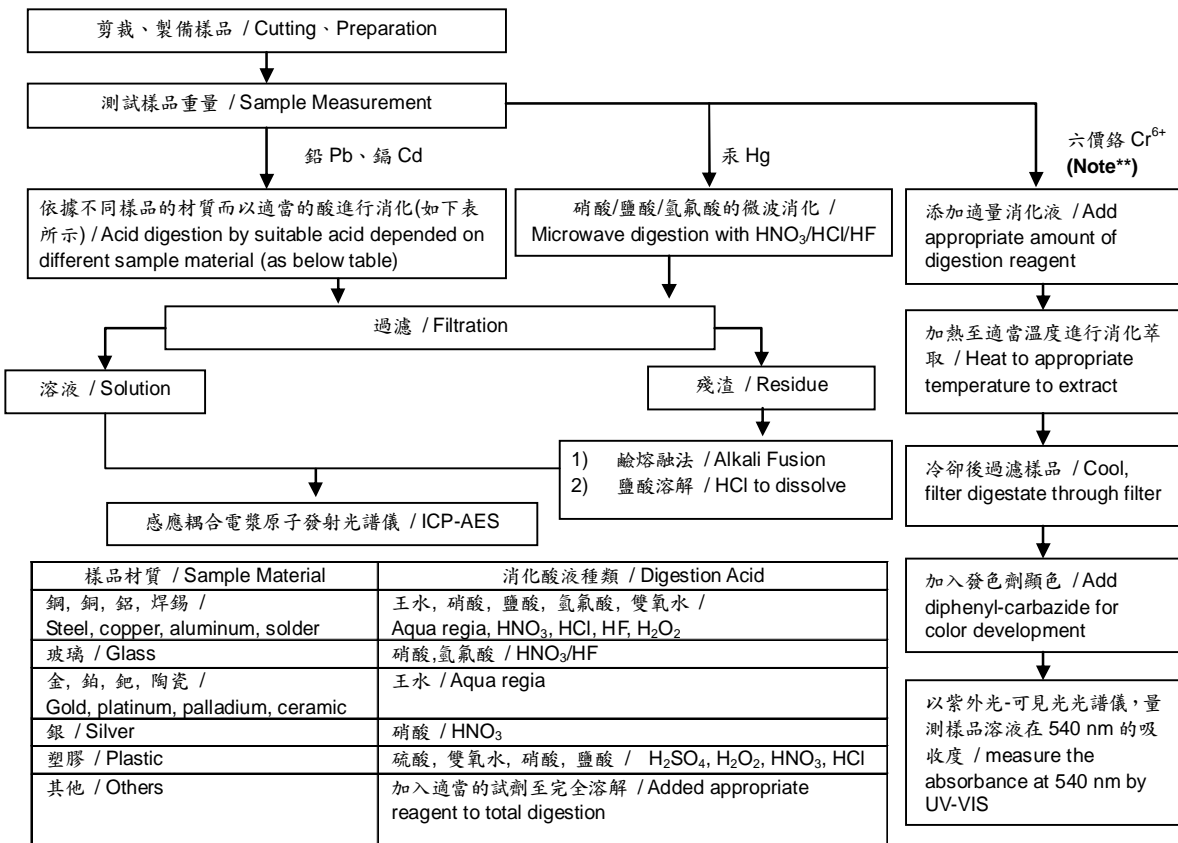 剪裁、製備樣品 / Cutting、Preparation
測試樣品重量 / Sample Measurement
鉛 Pb、鎘 Cd
汞 Hg
六價鉻 Cr⁶⁺
(Note**)
依據不同樣品的材質而以適當的酸進行消化(如下表
所示) / Acid digestion by suitable acid depended on
different sample material (as below table)
硝酸/鹽酸/氫氟酸的微波消化 /
Microwave digestion with HNO₃/HCl/HF
添加適量消化液 / Add
appropriate amount of
digestion reagent
過濾 / Filtration
加熱至適當溫度進行消化萃
取 / Heat to appropriate
temperature to extract
溶液 / Solution
殘渣 / Residue
1) 鹼熔融法 / Alkali Fusion
2) 鹽酸溶解 / HCl to dissolve
冷卻後過濾樣品 / Cool,
filter digestate through filter
感應耦合電漿原子發射光譜儀 / ICP-AES
樣品材質 / Sample Material
消化酸液種類 / Digestion Acid
鋼, 銅, 鋁, 焊錫 /
Steel, copper, aluminum, solder
王水, 硝酸, 鹽酸, 氫氟酸, 雙氧水 /
Aqua regia, HNO₃, HCl, HF, H₂O₂
玻璃 / Glass
硝酸,氫氟酸 / HNO₃/HF
金, 鉑, 鈀, 陶瓷 /
Gold, platinum, palladium, ceramic
王水 / Aqua regia
銀 / Silver
硝酸 / HNO₃
塑膠 / Plastic
硫酸, 雙氧水, 硝酸, 鹽酸 / H₂SO₄, H₂O₂, HNO₃, HCl
其他 / Others
加入適當的試劑至完全溶解 / Added appropriate
reagent to total digestion
加入發色劑顯色 / Add
diphenyl-carbazide for
color development
以紫外光-可見光光譜儀，量
測樣品溶液在 540 nm 的吸
收度 / measure the
absorbance at 540 nm by
UV-VIS